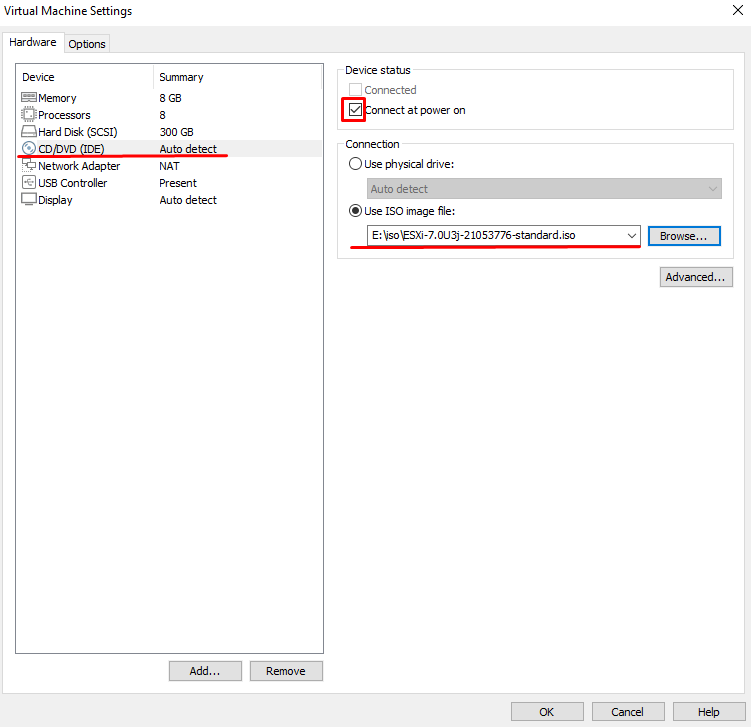 Virtual Machine Settings
Hardware
Options
Device Summary
Memory 8 GB
Processors 8
Hard Disk (SCSI) 300 GB
CD/DVD (IDE) Auto detect
Network Adapter NAT
USB Controller Present
Display Auto detect
Add...
Remove
Device status
Connected
Connect at power on
Connection
Use physical drive:
Auto detect
Use ISO image file:
E:\iso\ESXi-7.0U3j-21053776-standard.iso
Browse...
Advanced...
OK
Cancel
Help